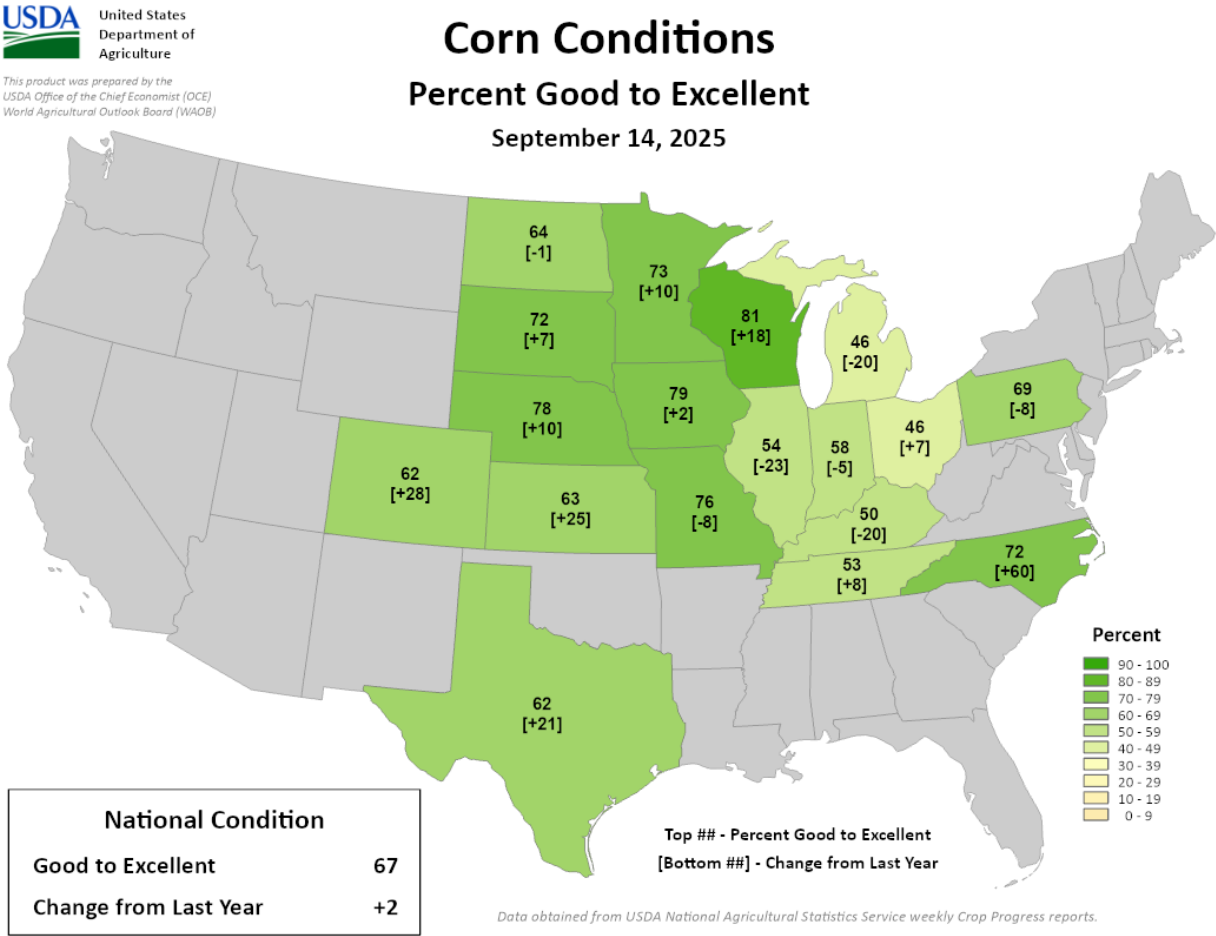 USDA
United States
Department of
Agriculture
This product was prepared by the
USDA Office of the Chief Economist (OCE)
World Agricultural Outlook Board (WAOB)
Corn Conditions
Percent Good to Excellent
September 14, 2025
64
[-1]
73
[+10]
72
[+7]
81
[+18]
46
[-20]
79
[+2]
69
[-8]
78
[+10]
54
[-23]
58
[-5]
46
[+7]
62
[+28]
63
[+25]
76
[-8]
50
[-20]
53
[+8]
72
[+60]
62
[+21]
Percent
90 - 100
80 - 89
70 - 79
60 - 69
50 - 59
40 - 49
30 - 39
20 - 29
10 - 19
0 - 9
National Condition
Good to Excellent 67
Change from Last Year +2
Top ## - Percent Good to Excellent
[Bottom ##] - Change from Last Year
Data obtained from USDA National Agricultural Statistics Service weekly Crop Progress reports.